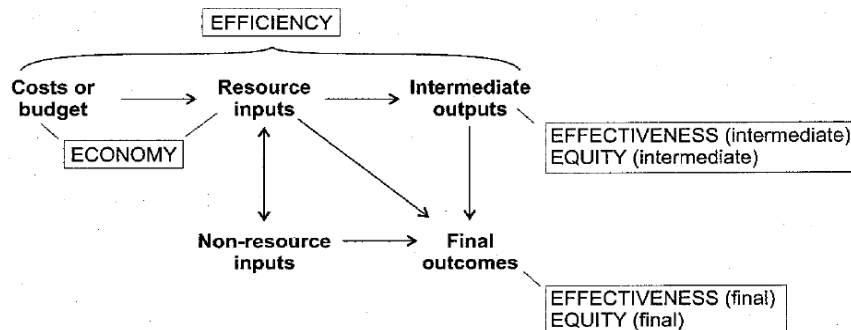 EFFICIENCY
Costs or
budget
Resource
inputs
Intermediate
outputs
ECONOMY
EFFECTIVENESS (intermediate)
EQUITY (intermediate)
Non-resource
inputs
Final
outcomes
EFFECTIVENESS (final)
EQUITY (final)